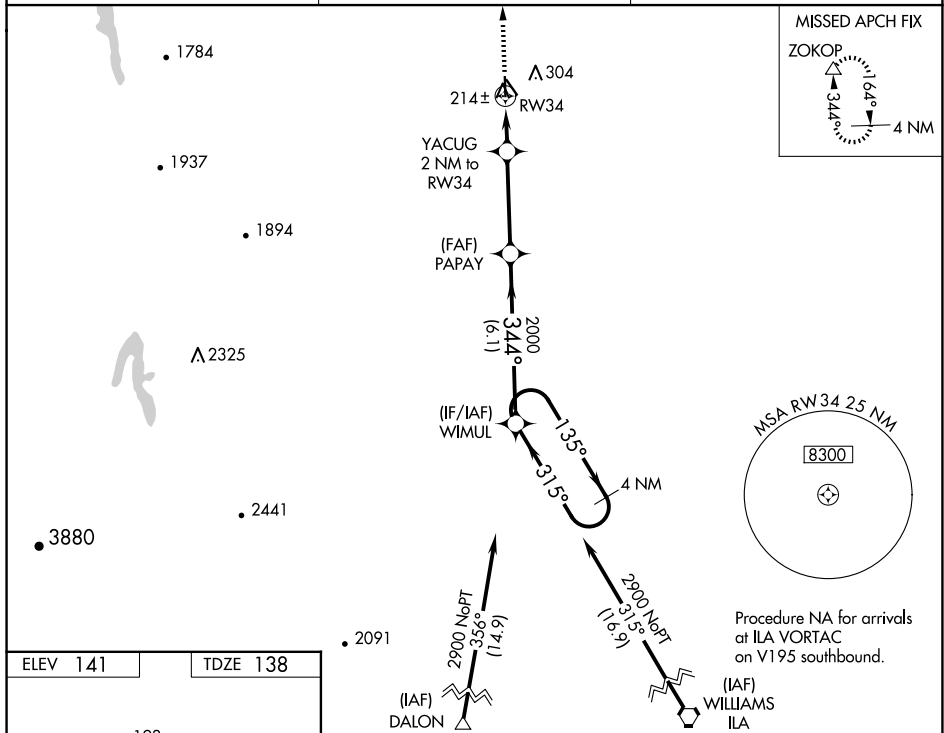 MISSED APCH FIX
ZOKOP
344°
164°
4 NM
1784
304
214±
RW34
YACUG
2 NM to
RW34
1937
1894
(FAF)
PAPAY
2000
344°
(6.1)
2325
(IF/IAF)
WIMUL
135°
315°
4 NM
MSA RW34 25 NM
8300
2441
3880
2900 NoPT
356°
(14.9)
2900 NoPT
315°
(16.9)
2091
Procedure NA for arrivals
at ILA VORTAC
on V195 southbound.
(IAF)
DALON
(IAF)
WILLIAMS
ILA
ELEV 141
TDZE 138